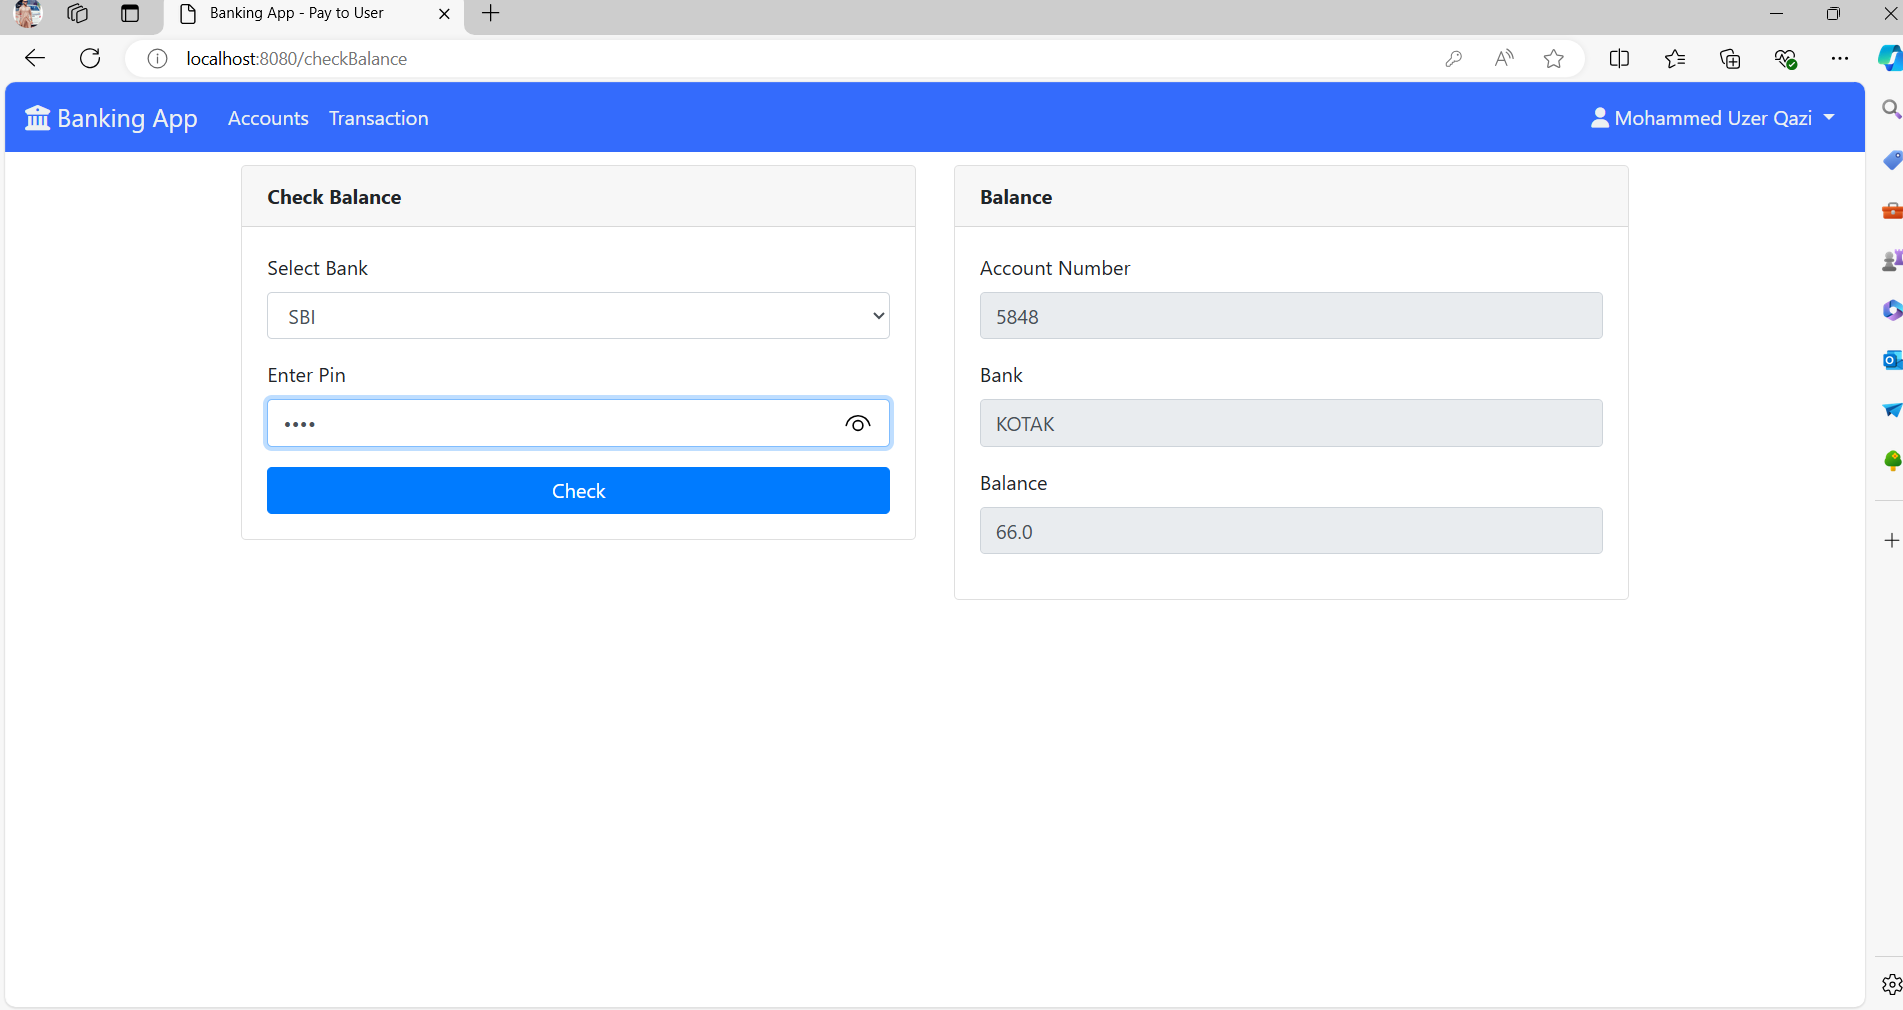 Banking App - Pay to User
localhost:8080/checkBalance
Banking App Accounts Transaction Mohammed Uzer Qazi
Check Balance
Select Bank
SBI
Enter Pin
••••
Check
Balance
Account Number
5848
Bank
KOTAK
Balance
66.0